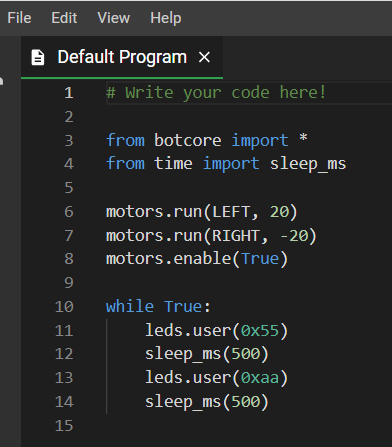 File Edit View Help
Default Program ×
1 # Write your code here!
2
3 from botcore import *
4 from time import sleep_ms
5
6 motors.run(LEFT, 20)
7 motors.run(RIGHT, -20)
8 motors.enable(True)
9
10 while True:
11     leds.user(0x55)
12     sleep_ms(500)
13     leds.user(0xaa)
14     sleep_ms(500)
15